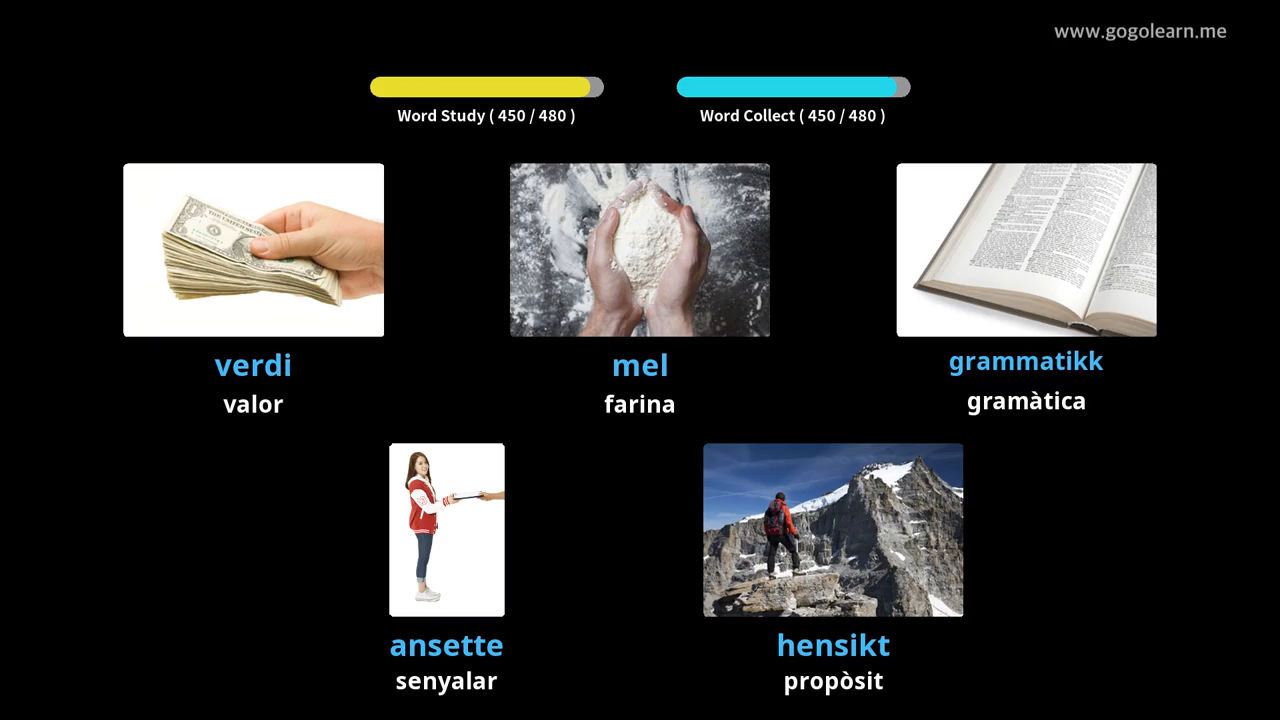 www.gogolearn.me
Word Study ( 450 / 480 )
Word Collect ( 450 / 480 )
verdi
valor
mel
farina
grammatikk
gramàtica
ansette
senyalar
hensikt
propòsit